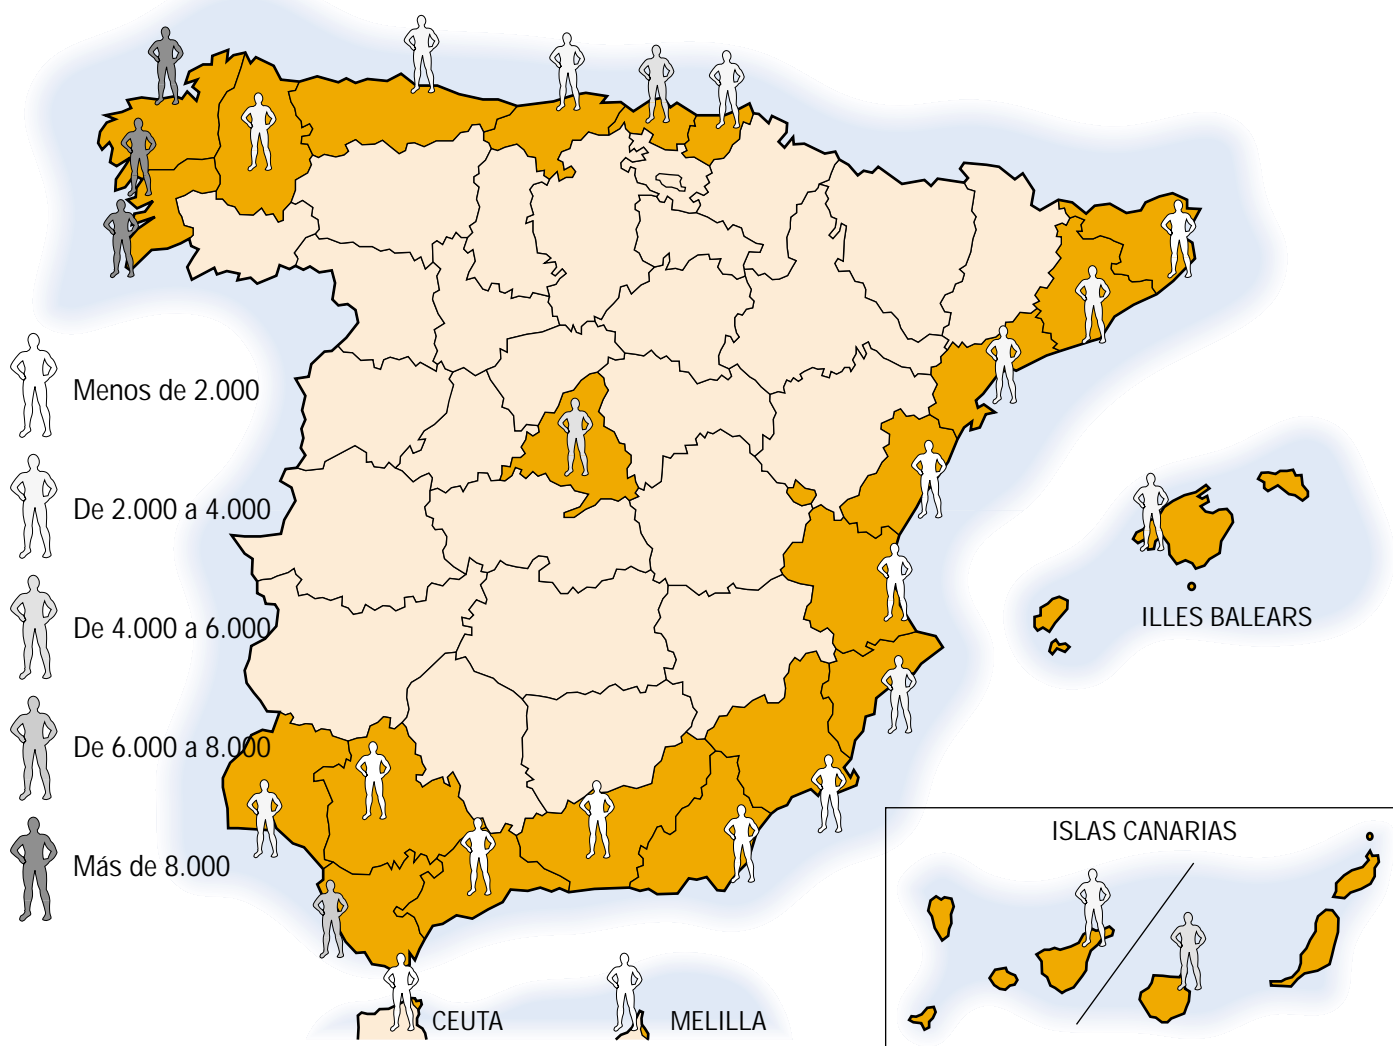 Menos de 2.000
De 2.000 a 4.000
De 4.000 a 6.000
De 6.000 a 8.000
Más de 8.000
ILLES BALEARS
ISLAS CANARIAS
CEUTA
MELILLA